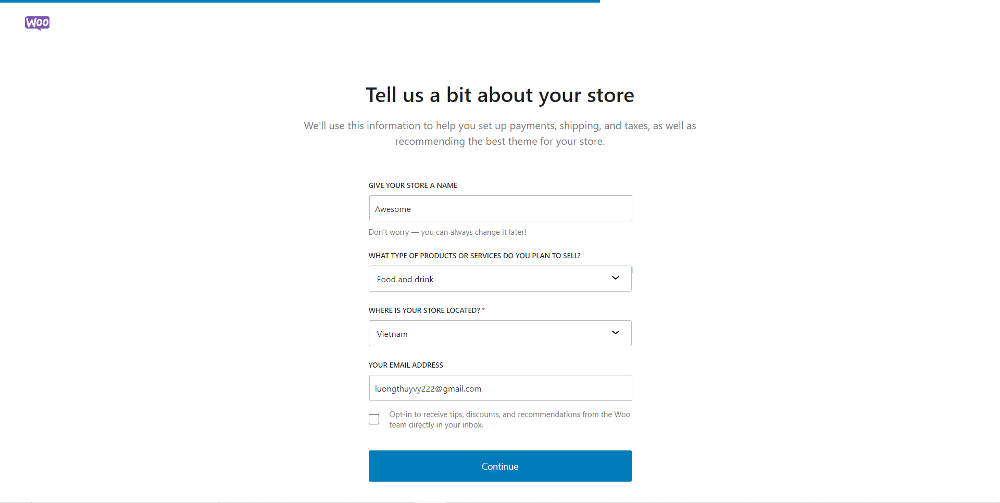 Woo
Tell us a bit about your store
We'll use this information to help you set up payments, shipping, and taxes, as well as
recommending the best theme for your store.
GIVE YOUR STORE A NAME
Awesome
Don't worry — you can always change it later!
WHAT TYPE OF PRODUCTS OR SERVICES DO YOU PLAN TO SELL?
Food and drink
WHERE IS YOUR STORE LOCATED? *
Vietnam
YOUR EMAIL ADDRESS
luongthuyvy222@gmail.com
Opt-in to receive tips, discounts, and recommendations from the Woo
team directly in your inbox.
Continue